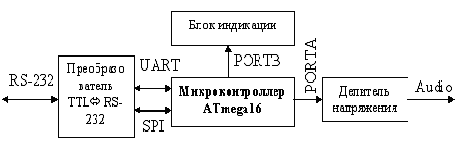 Блок индикации
RS-232
Преобразо
ватель
TTL⇔RS-
232
UART
SPI
PORTB
Микроконтроллер
ATmega16
PORTA
Делитель
напряжения
Audio